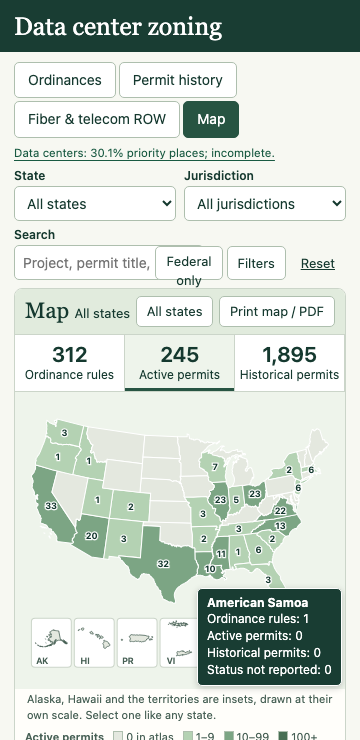 Data center zoning
Ordinances
Permit history
Fiber & telecom ROW
Map
Data centers: 30.1% priority places; incomplete.
State
Jurisdiction
All states
All jurisdictions
Search
Project, permit title,
Federal only
Filters
Reset
Map All states
All states
Print map / PDF
312
Ordinance rules
245
Active permits
1,895
Historical permits
3
1
1
33
1
2
20
3
32
7
3
2
23
5
23
11
10
3
1
6
2
13
22
2
6
6
3
AK
HI
PR
VI
American Samoa
Ordinance rules: 1
Active permits: 0
Historical permits: 0
Status not reported: 0
Alaska, Hawaii and the territories are insets, drawn at their
own scale. Select one like any state.
Active permits
0 in atlas
1–9
10–99
100+